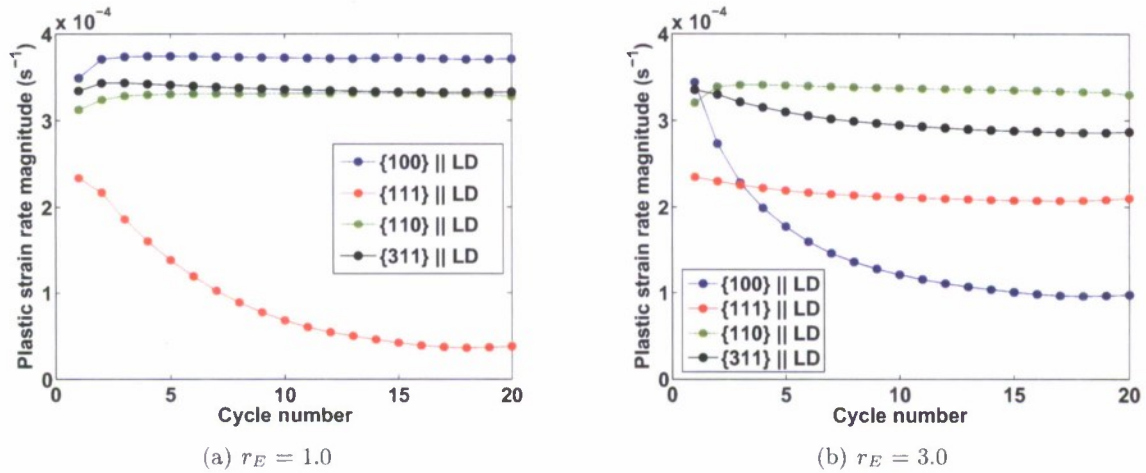 x 10⁻⁴
Plastic strain rate magnitude (s⁻¹)
4
3
2
1
0
0 5 10 15 20
Cycle number
{100} || LD
{111} || LD
{110} || LD
{311} || LD
(a) r_E = 1.0
x 10⁻⁴
Plastic strain rate magnitude (s⁻¹)
4
3
2
1
0
0 5 10 15 20
Cycle number
{100} || LD
{111} || LD
{110} || LD
{311} || LD
(b) r_E = 3.0